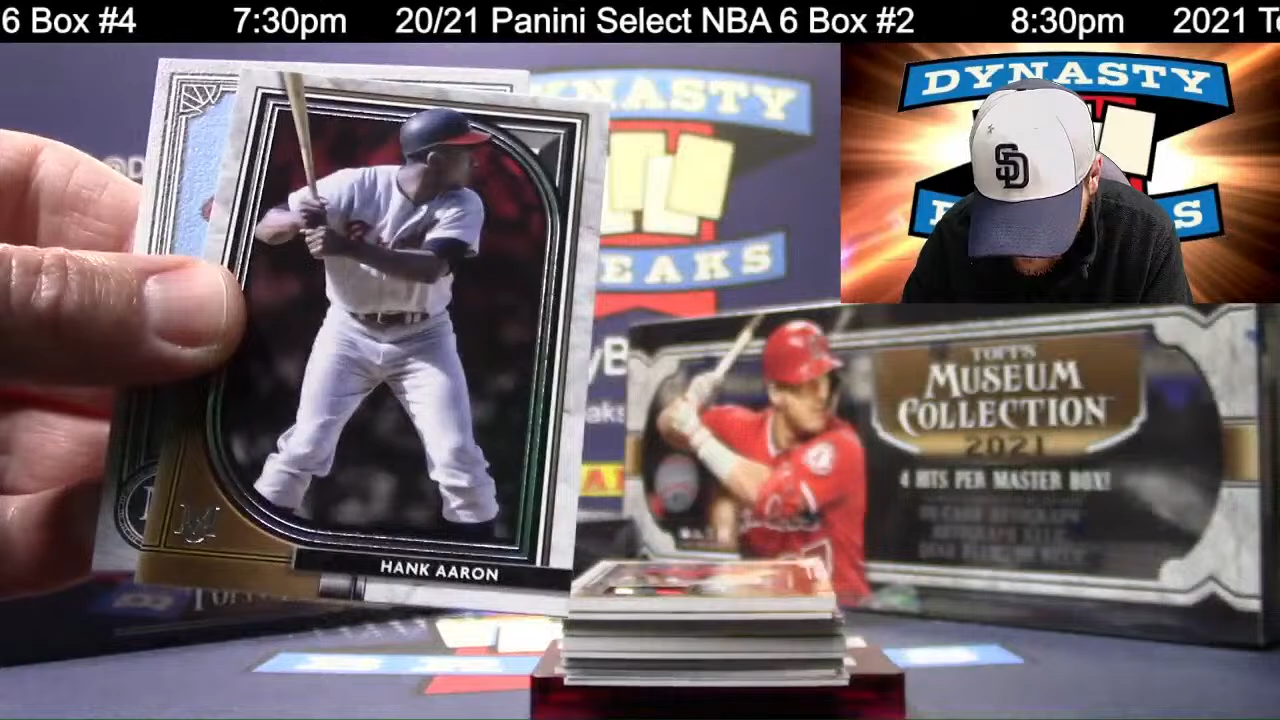 6 Box #4 7:30pm 20/21 Panini Select NBA 6 Box #2 8:30pm 2021 To
DYNASTY
SD
S
NASTY
EAKS
HANK AARON
TOPPS
MUSEUM
COLLECTION
2021
4 HITS PER MASTER BOX!